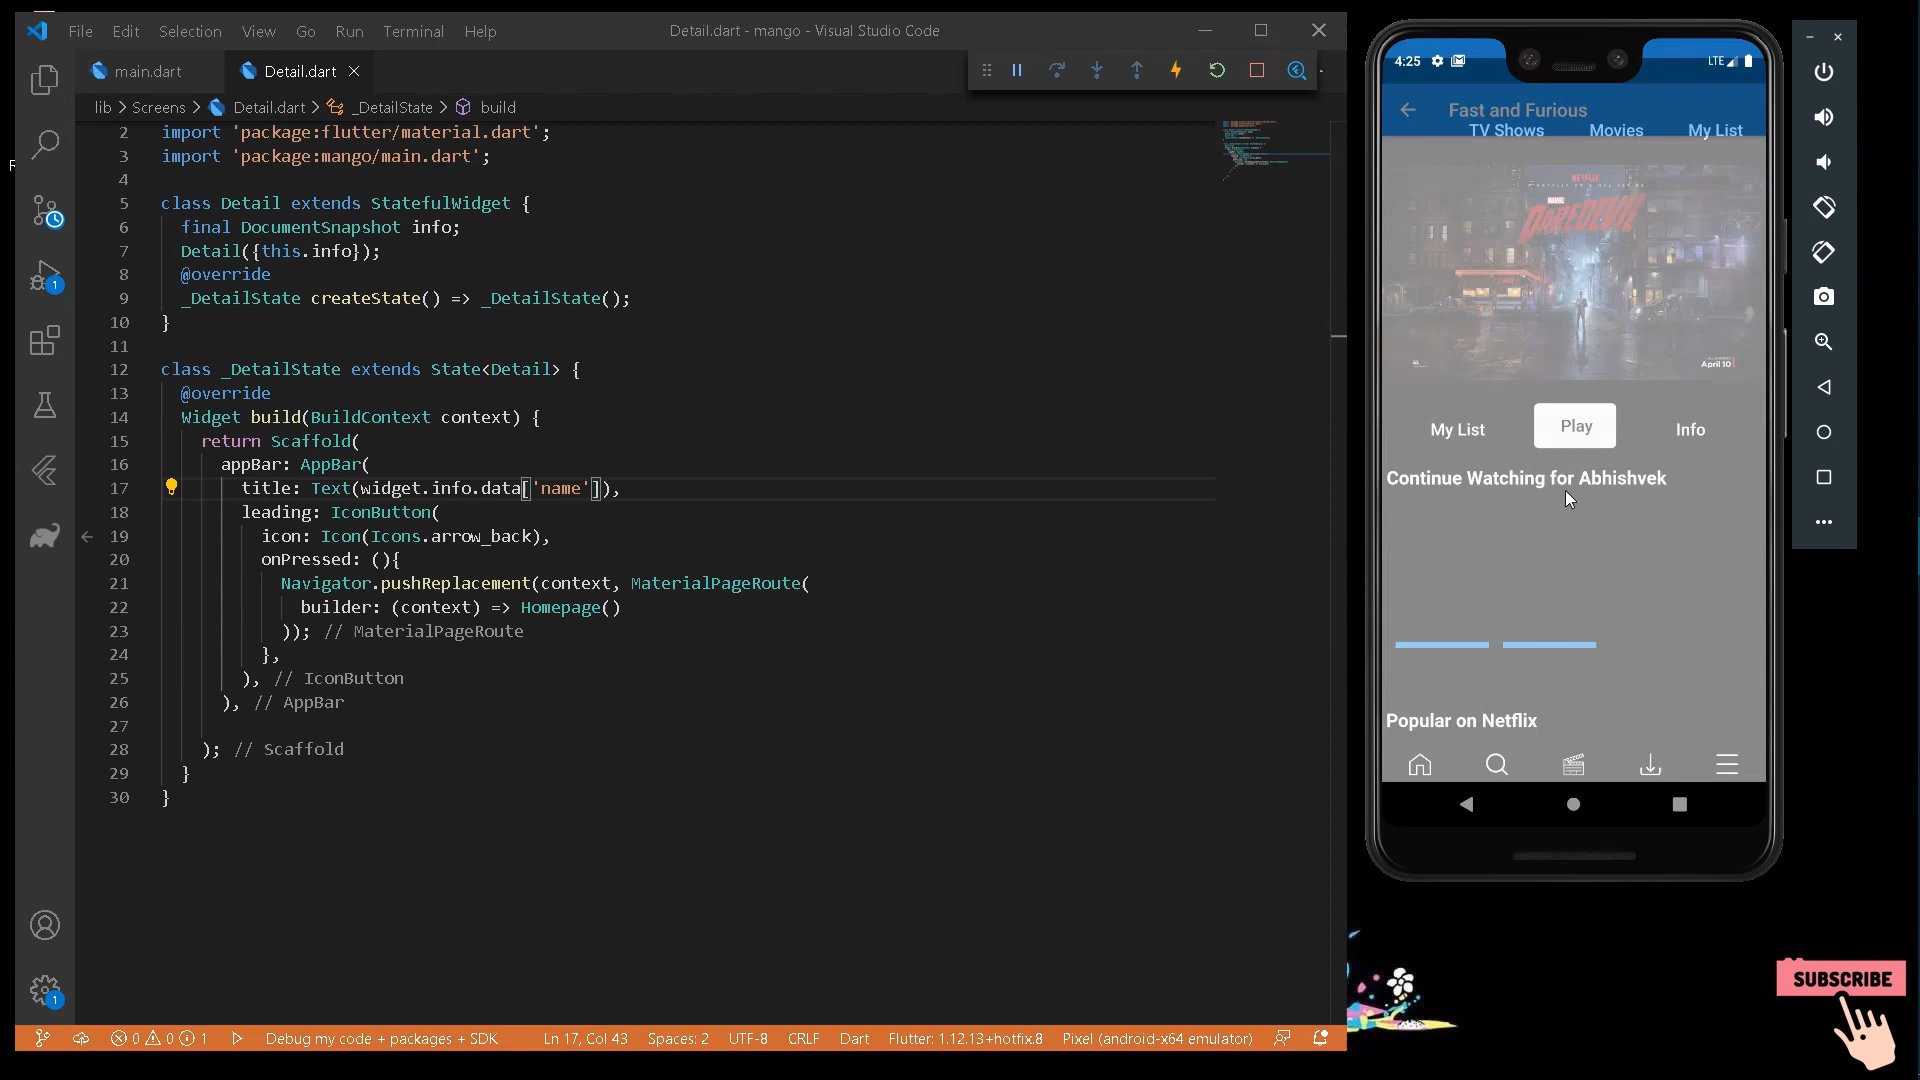 File Edit Selection View Go Run Terminal Help
Detail.dart - mango - Visual Studio Code
main.dart
Detail.dart
lib > Screens > Detail.dart > _DetailState > build
2 import 'package:flutter/material.dart';
3 import 'package:mango/main.dart';
4
5 class Detail extends StatefulWidget {
6 final DocumentSnapshot info;
7 Detail({this.info});
8 @override
9 _DetailState createState() => _DetailState();
10 }
11
12 class _DetailState extends State<Detail> {
13 @override
14 Widget build(BuildContext context) {
15 return Scaffold(
16 appBar: AppBar(
17 title: Text(widget.info.data['name']),
18 leading: IconButton(
19 icon: Icon(Icons.arrow_back),
20 onPressed: (){
21 Navigator.pushReplacement(context, MaterialPageRoute(
22 builder: (context) => Homepage()
23 )); // MaterialPageRoute
24 },
25 ), // IconButton
26 ), // AppBar
27
28 ); // Scaffold
29 }
30 }
1
1
0 0 1
Debug my code + packages + SDK
Ln 17, Col 43
Spaces: 2
UTF-8
CRLF
Dart
Flutter: 1.12.13+hotfix.8
Pixel (android-x64 emulator)
4:25
LTE
Fast and Furious
TV Shows Movies My List
NETFLIX
MARVEL
DAREDEVIL
April 10
My List Play Info
Continue Watching for Abhishvek
Popular on Netflix
SUBSCRIBE